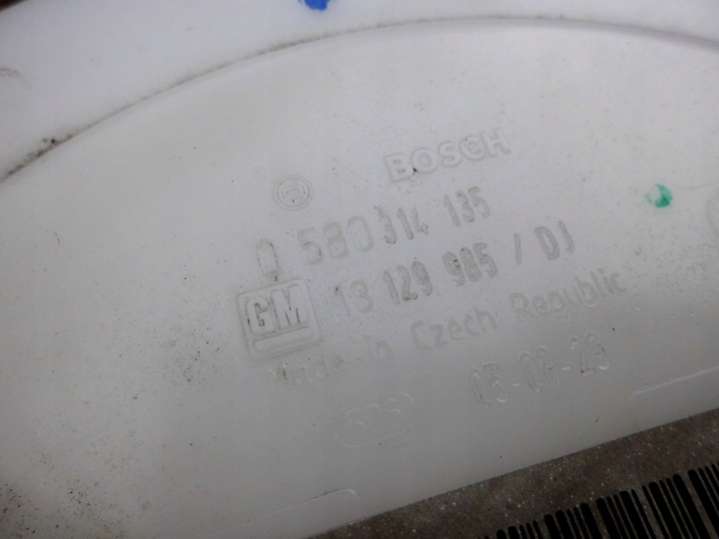 BOSCH
0 580 314 135
GM 13 129 985 / DJ
Made in Czech Republic